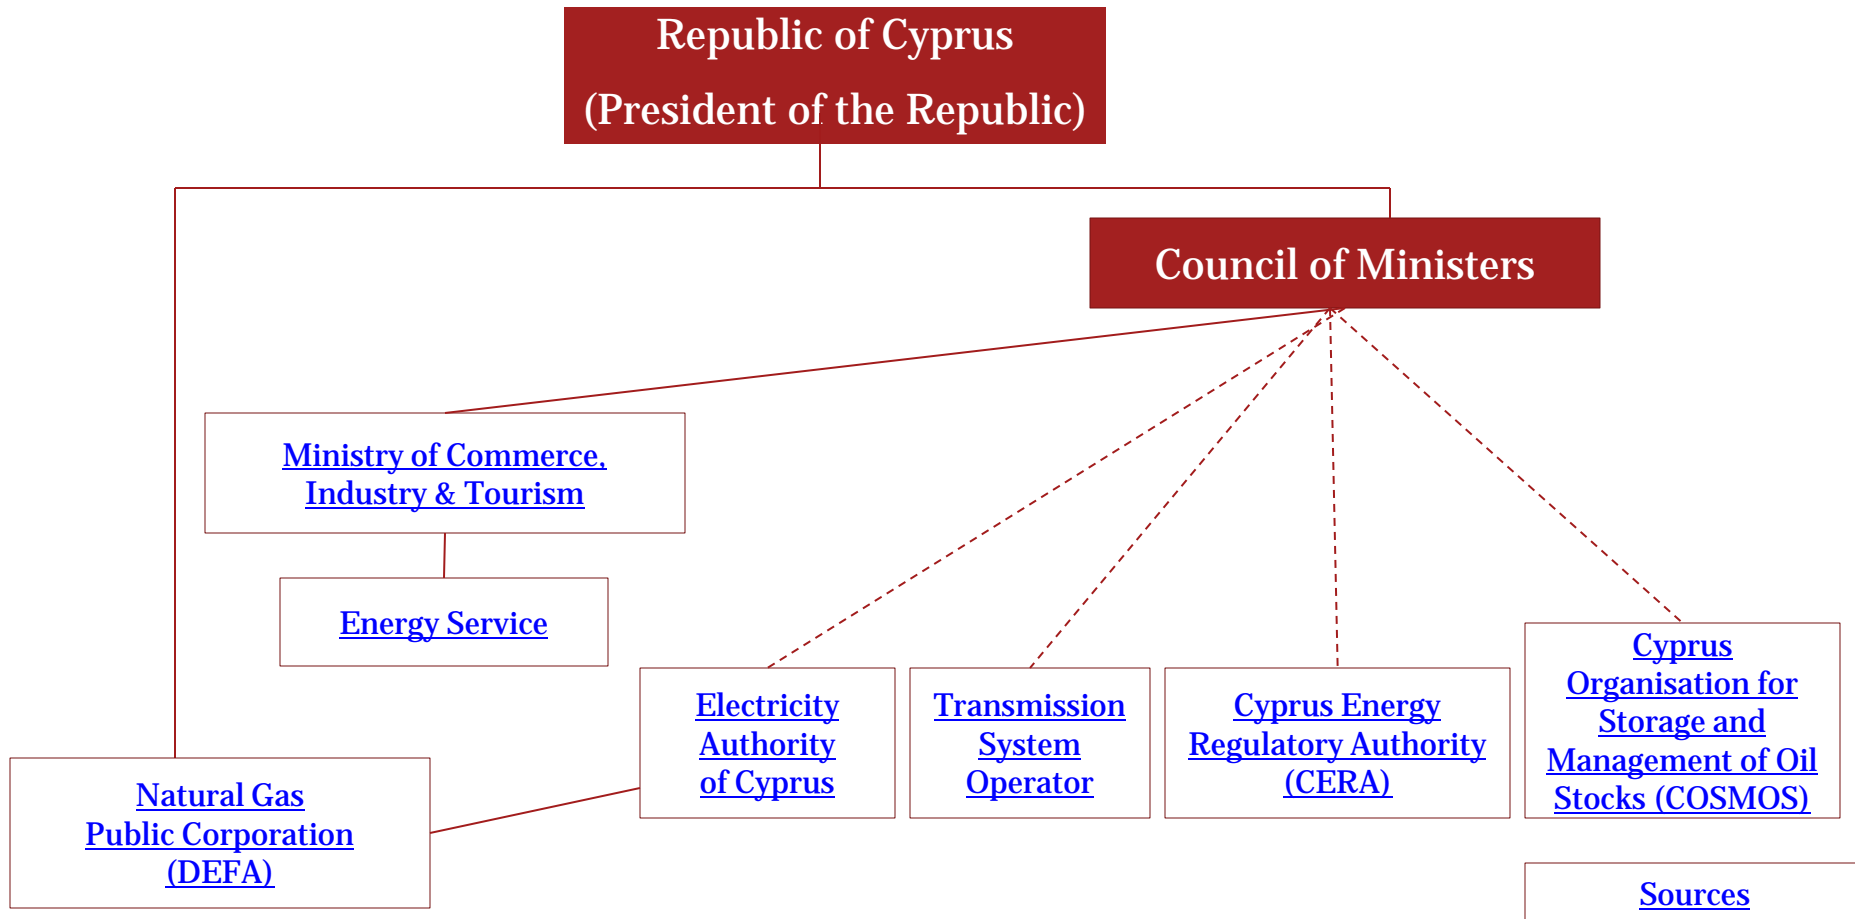 Republic of Cyprus
(President of the Republic)
Council of Ministers
Ministry of Commerce,
Industry & Tourism
Energy Service
Electricity
Authority
of Cyprus
Transmission
System
Operator
Cyprus Energy
Regulatory Authority
(CERA)
Cyprus
Organisation for
Storage and
Management of Oil
Stocks (COSMOS)
Natural Gas
Public Corporation
(DEFA)
Sources